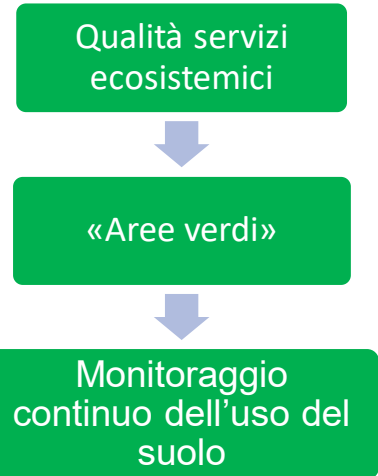 Qualità servizi
ecosistemici
«Aree verdi»
Monitoraggio
continuo dell’uso del
suolo